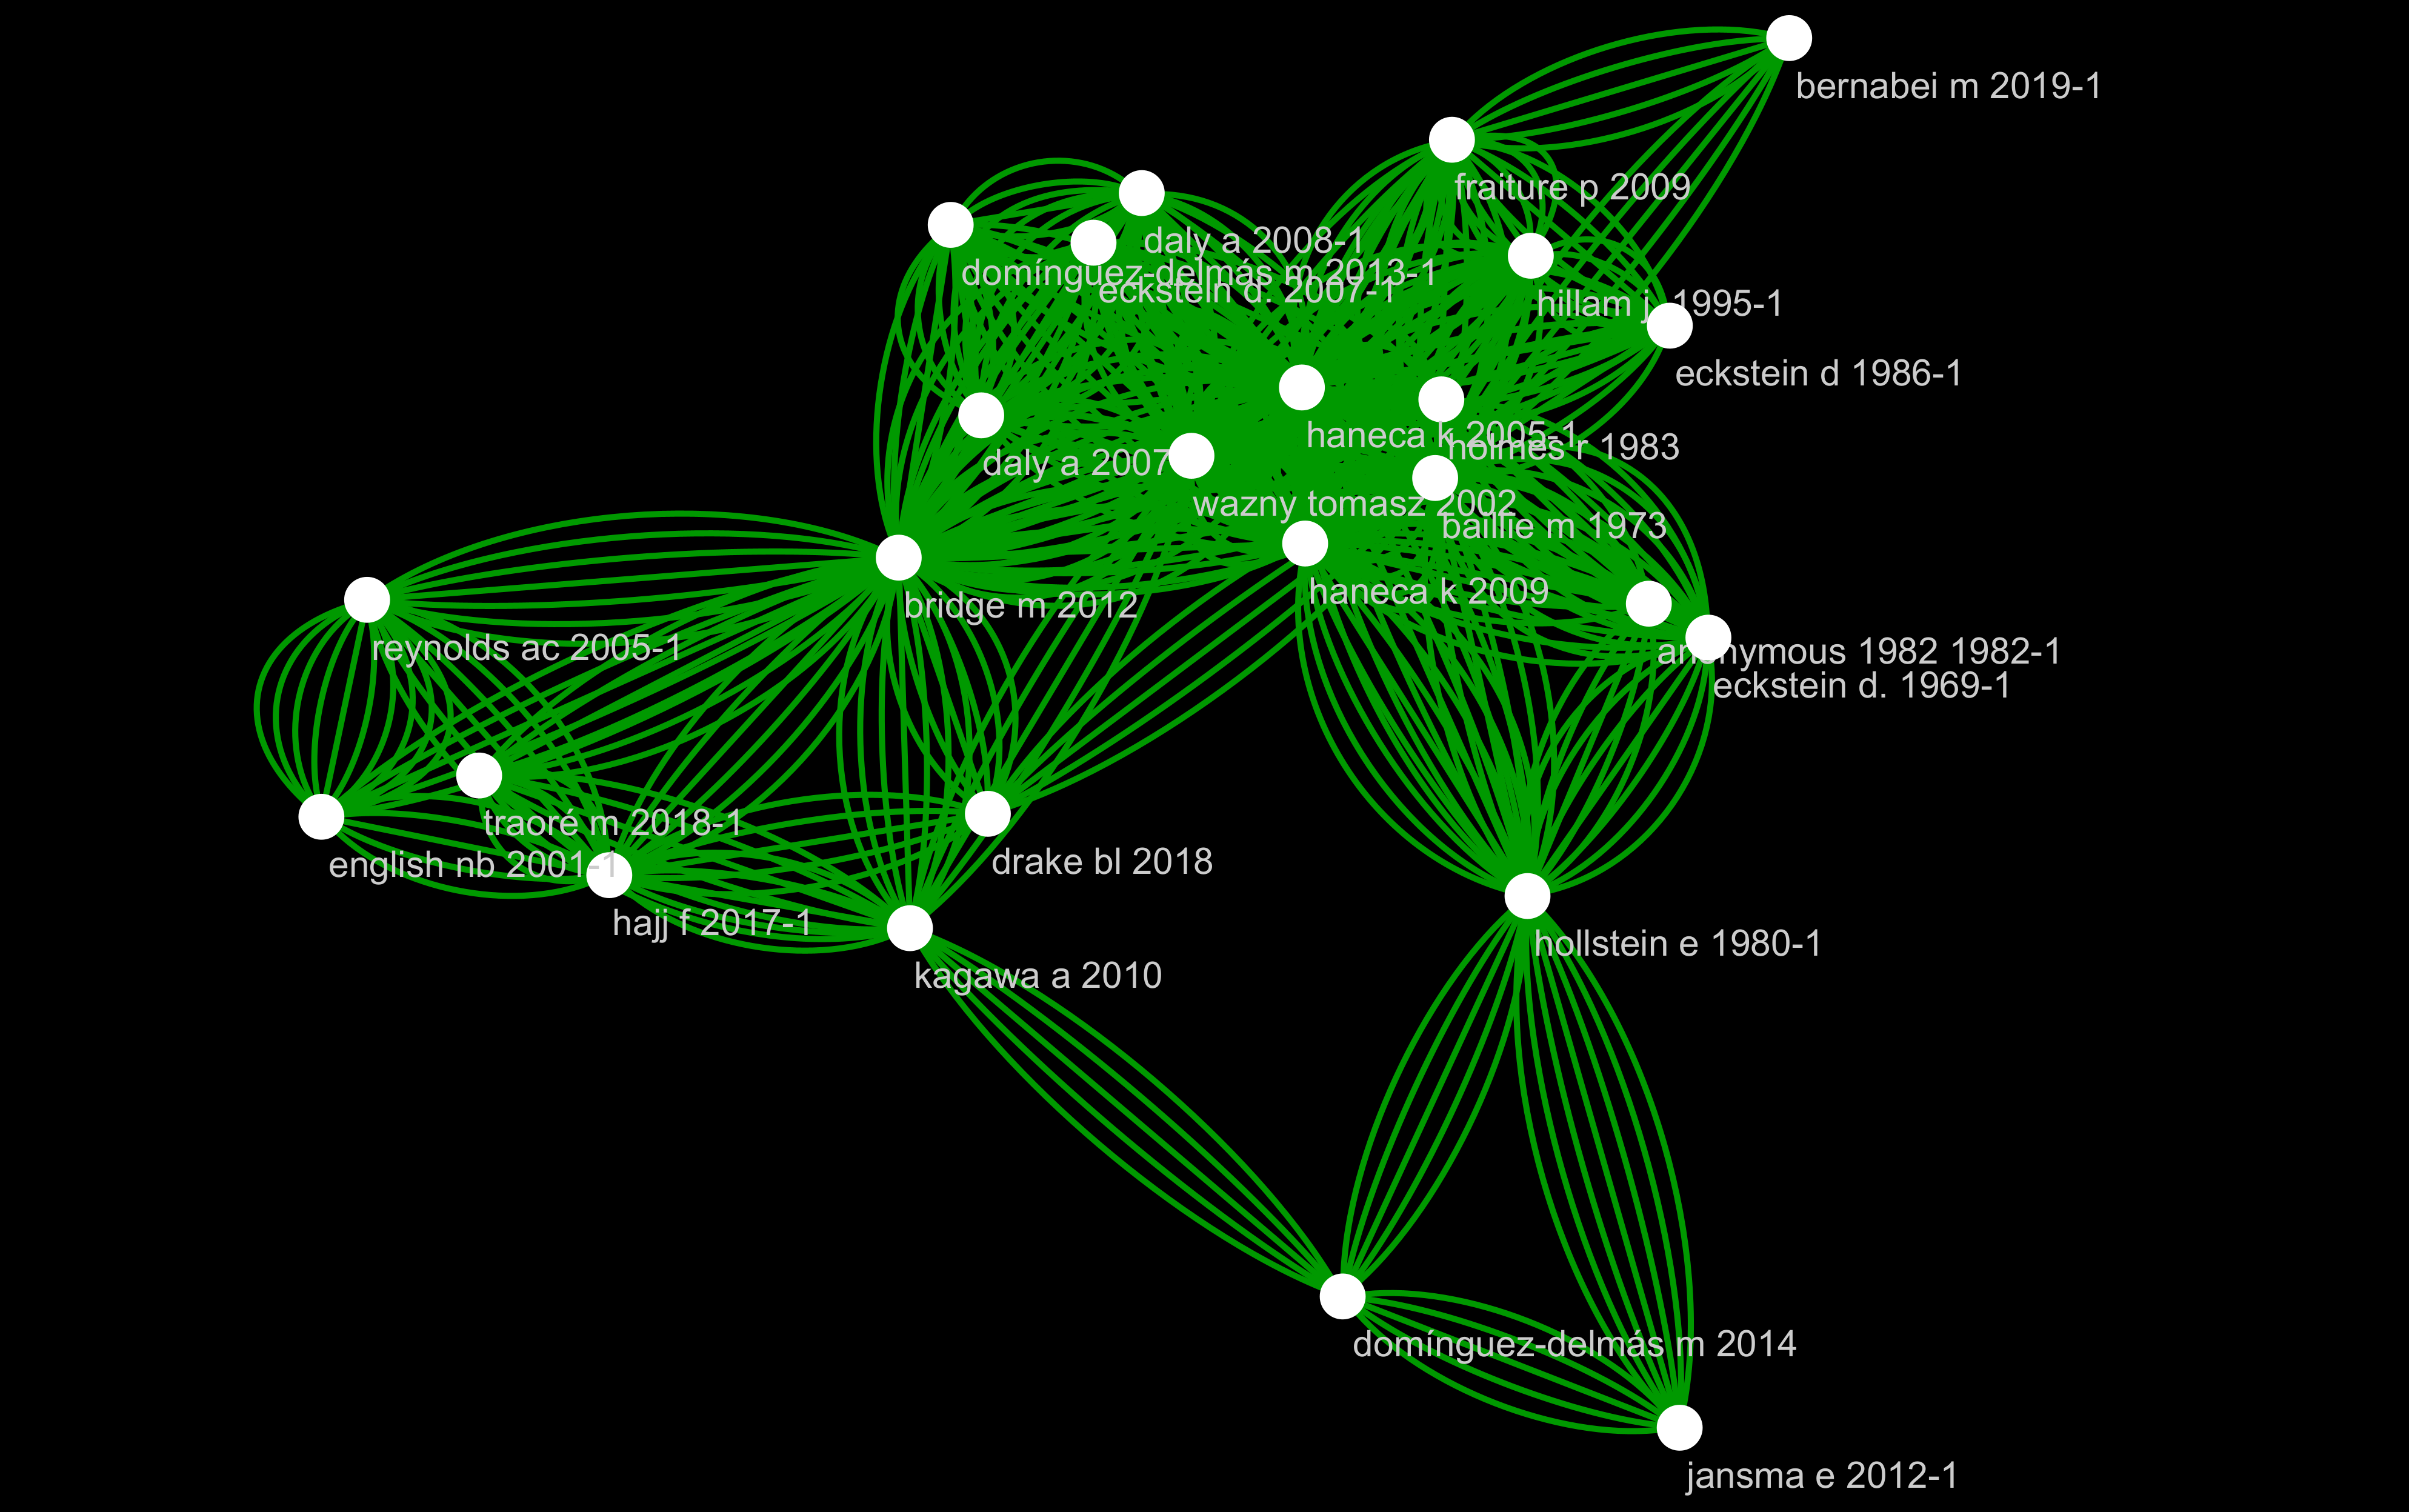 bernabei m 2019-1
fraiture p 2009
daly a 2008-1
domínguez-delmás m 2013-1
eckstein d. 2007-1
hillam j. 1995-1
eckstein d 1986-1
haneca k 2005-1
holmes r 1983
daly a 2007
wazny tomasz 2002
baillie m 1973
haneca k 2009
bridge m 2012
reynolds ac 2005-1
anonymous 1982 1982-1
eckstein d. 1969-1
traoré m 2018-1
english nb 2001-1
drake bl 2018
hajj f 2017-1
hollstein e 1980-1
kagawa a 2010
domínguez-delmás m 2014
jansma e 2012-1